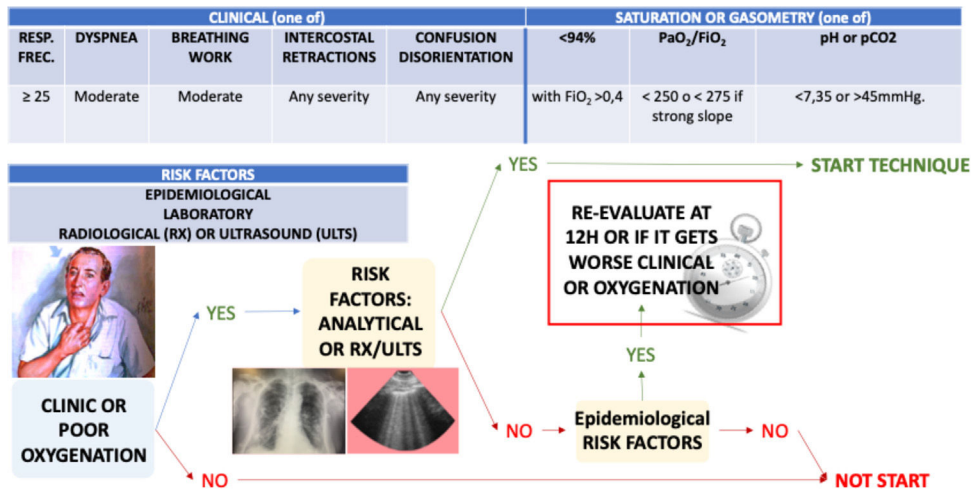 CLINICAL (one of)
SATURATION OR GASOMETRY (one of)
RESP. FREC.
DYSPNEA
BREATHING WORK
INTERCOSTAL RETRACTIONS
CONFUSION DISORIENTATION
<94%
PaO₂/FiO₂
pH or pCO2
≥ 25
Moderate
Moderate
Any severity
Any severity
with FiO₂ >0,4
< 250 o < 275 if strong slope
<7,35 or >45mmHg.
RISK FACTORS
EPIDEMIOLOGICAL
LABORATORY
RADIOLOGICAL (RX) OR ULTRASOUND (ULTS)
YES
START TECHNIQUE
RE-EVALUATE AT
12H OR IF IT GETS
WORSE CLINICAL
OR OXYGENATION
YES
RISK
FACTORS:
ANALYTICAL
OR RX/ULTS
YES
CLINIC OR
POOR
OXYGENATION
NO
Epidemiological
RISK FACTORS
NO
NO
NOT START